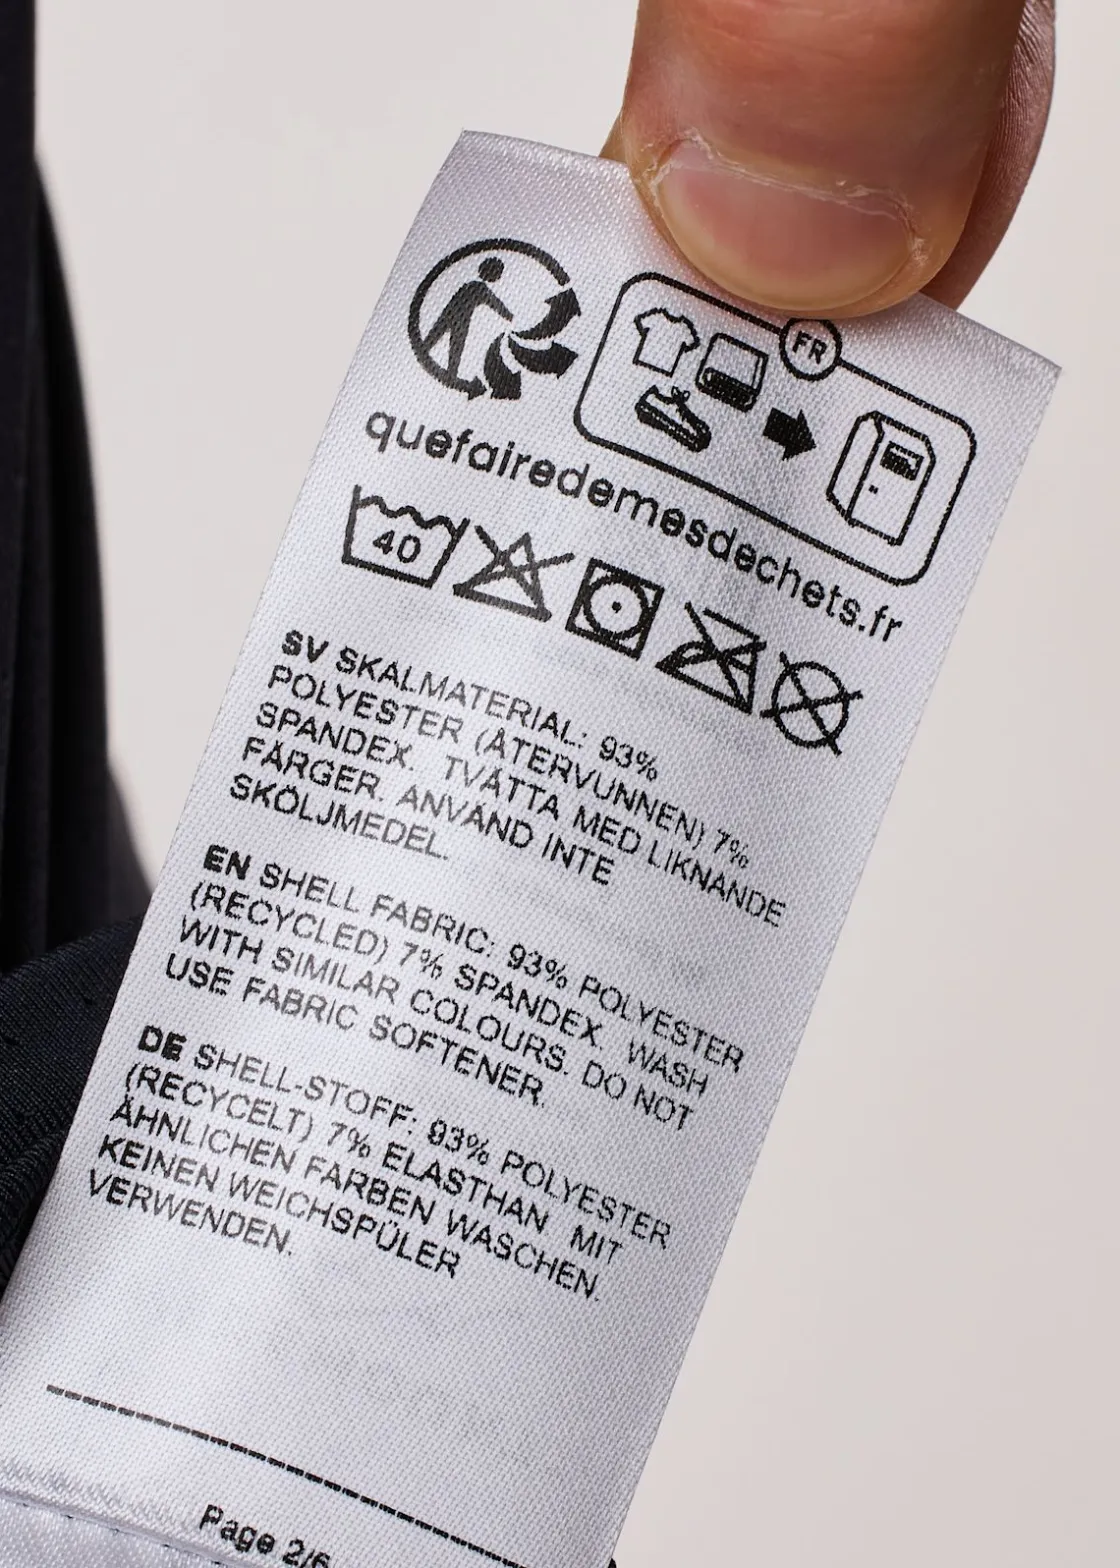 FR
quefairedemesdechets.fr
40
SV SKALMATERIAL: 93%
POLYESTER (ÅTERVUNNEN) 7%
SPANDEX. TVÄTTA MED LIKNANDE
FÄRGER. ANVÄND INTE
SKÖLJMEDEL.
EN SHELL FABRIC: 93% POLYESTER
(RECYCLED) 7% SPANDEX. WASH
WITH SIMILAR COLOURS. DO NOT
USE FABRIC SOFTENER.
DE SHELL-STOFF: 93% POLYESTER
(RECYCELT) 7% ELASTHAN. MIT
ÄHNLICHEN FARBEN WASCHEN.
KEINEN WEICHSPÜLER
VERWENDEN.
Page 2/6